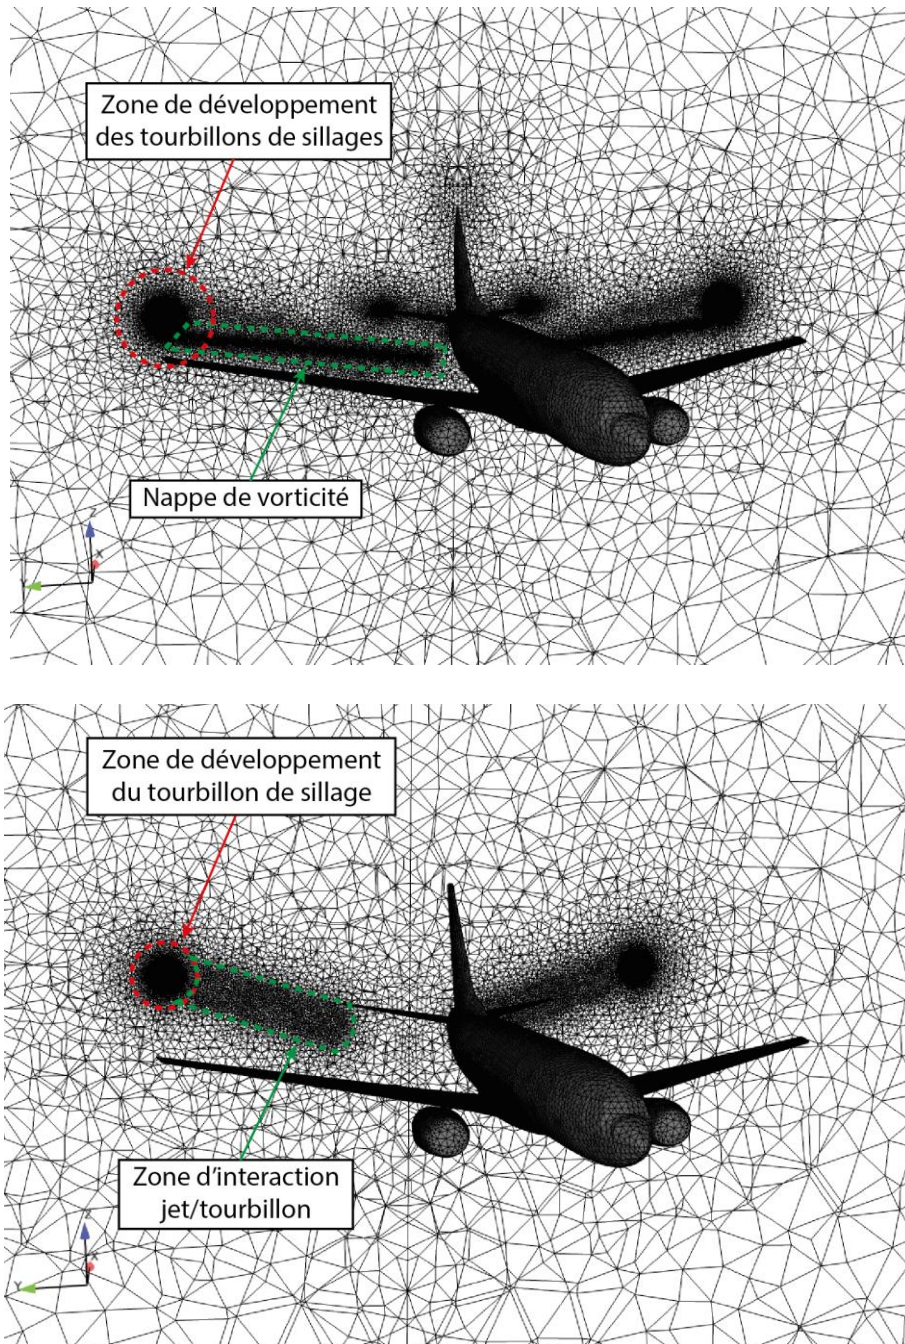 Zone de développement
des tourbillons de sillages
Nappe de vorticité
Z
X
Y
Zone de développement
du tourbillon de sillage
Zone d'interaction
jet/tourbillon
Z
X
Y